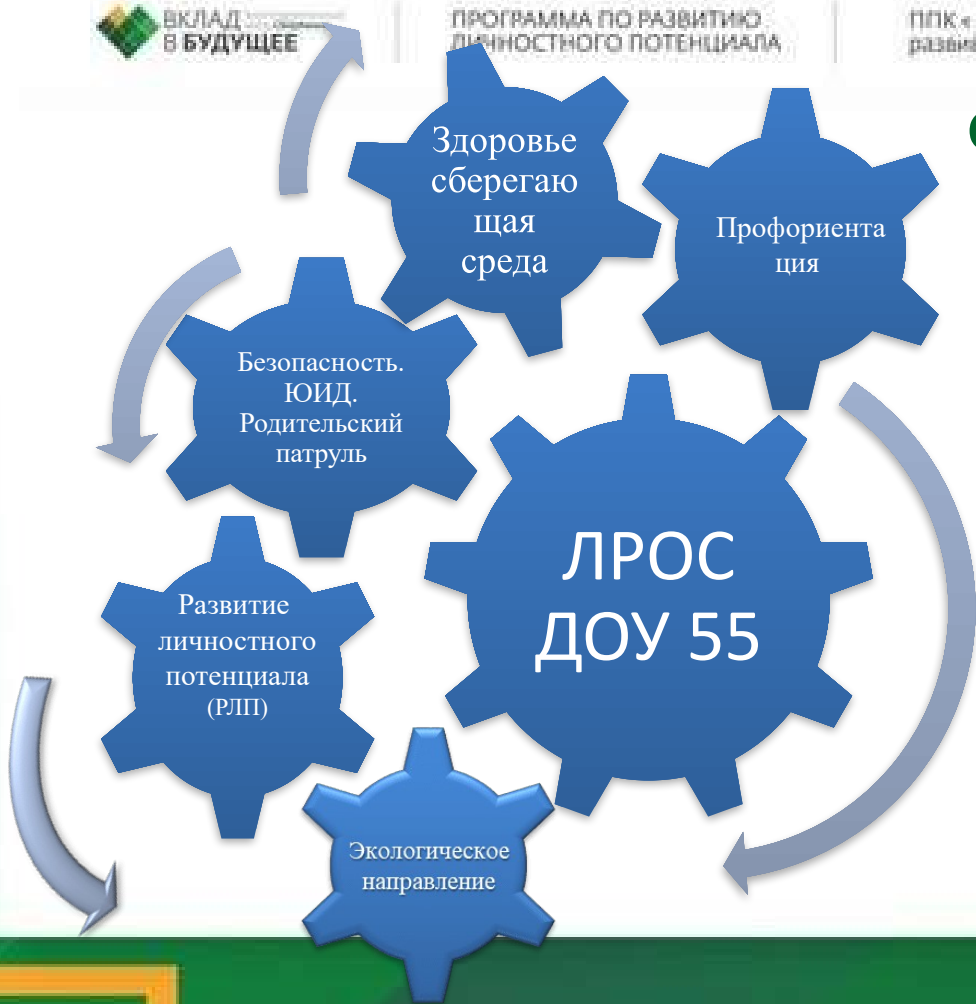 ВКЛАД
В БУДУЩЕЕ
ПРОГРАММА ПО РАЗВИТИЮ
ЛИЧНОСТНОГО ПОТЕНЦИАЛА
ППК «
Здоровье
сберегаю
щая
среда
Профориента
ция
Безопасность.
ЮИД.
Родительский
патруль
ЛРОС
ДОУ 55
Развитие
личностного
потенциала
(РЛП)
Экологическое
направление